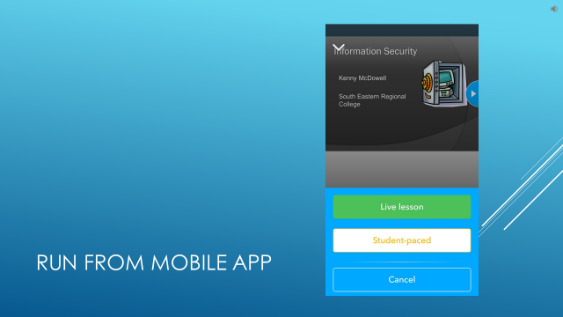 Information Security
Kenny McDowell
South Eastern Regional
College
Live lesson
Student-paced
Cancel
RUN FROM MOBILE APP